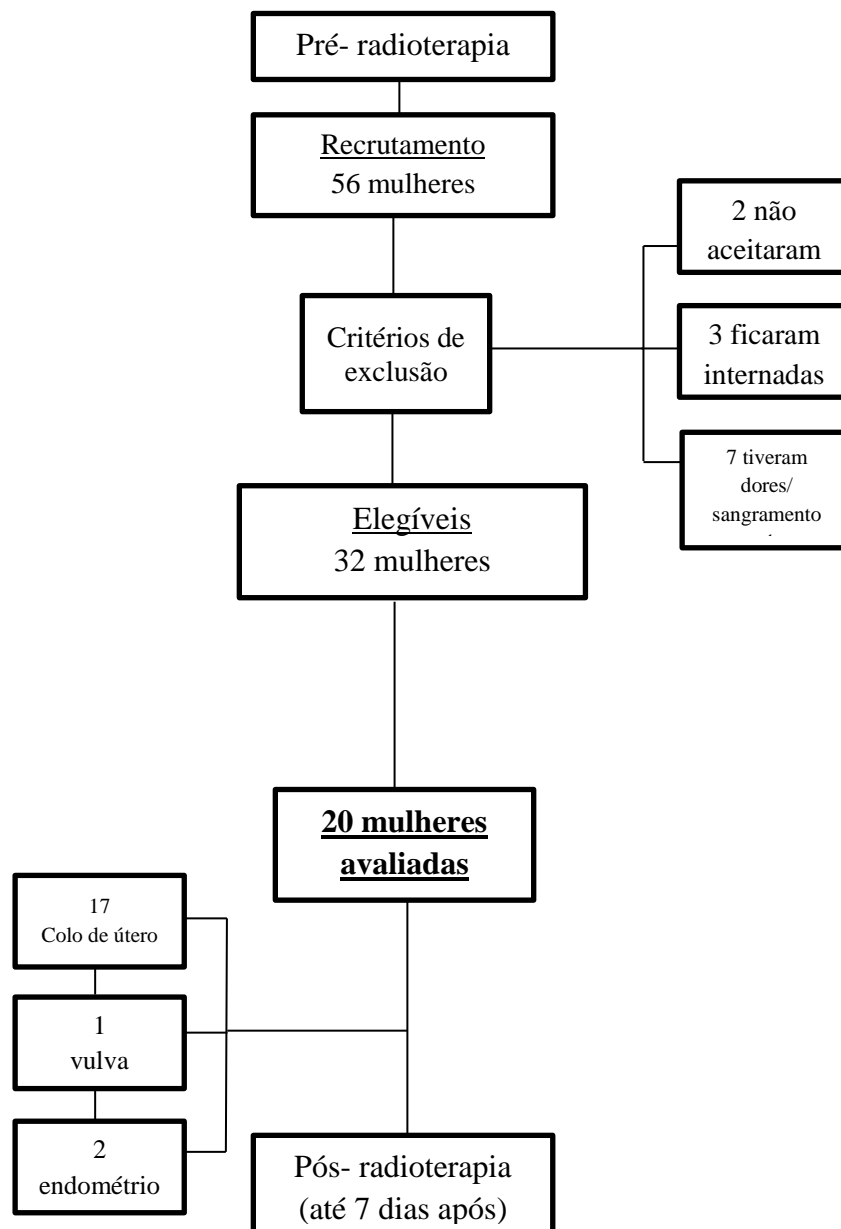 Pré- radioterapia
Recrutamento
56 mulheres
2 não
aceitaram
Critérios de
exclusão
3 ficaram
internadas
7 tiveram
dores/
sangramento
Elegíveis
32 mulheres
20 mulheres
avaliadas
17
Colo de útero
1
vulva
2
endométrio
Pós- radioterapia
(até 7 dias após)